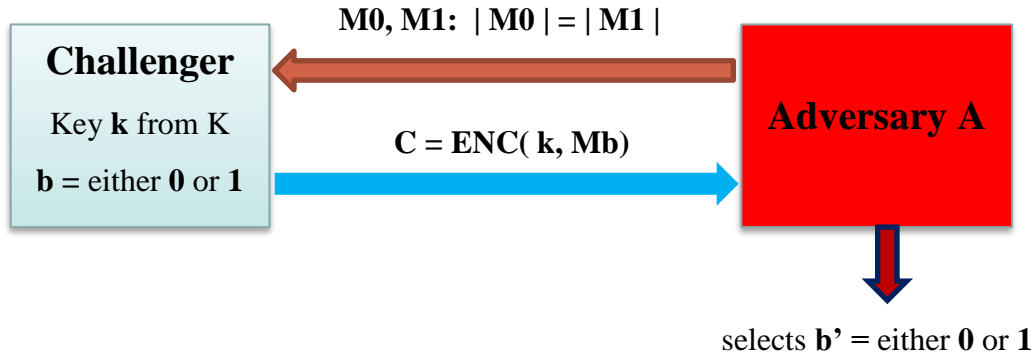 M0, M1: | M0 | = | M1 |
Challenger
Key k from K
b = either 0 or 1
C = ENC( k, Mb)
Adversary A
selects b’ = either 0 or 1